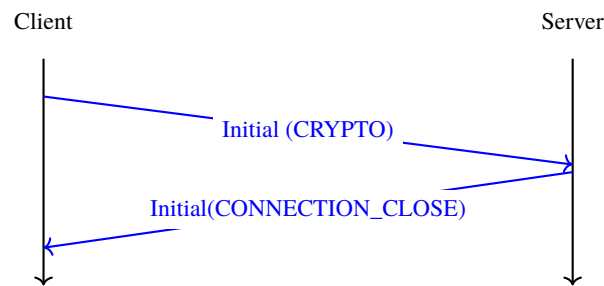 Client
Server
Initial (CRYPTO)
Initial(CONNECTION_CLOSE)